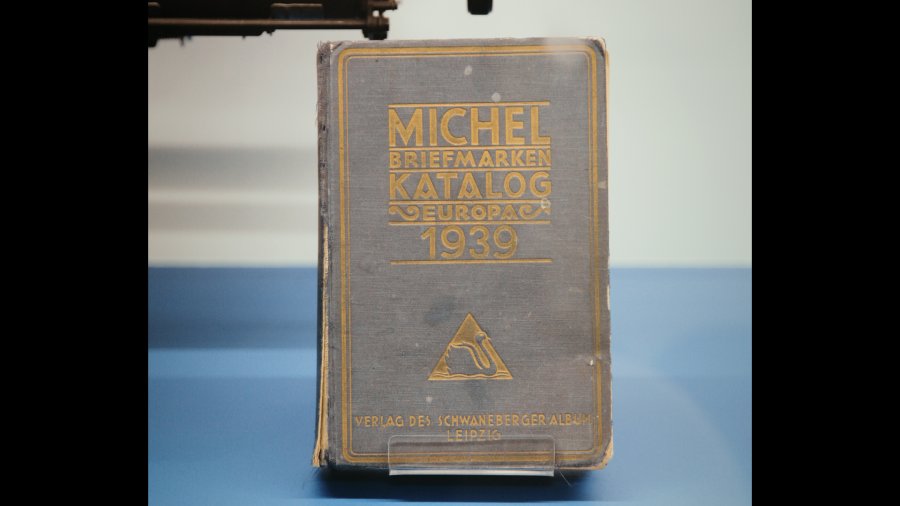 MICHEL
BRIEFMARKEN
KATALOG
EUROPA
1939
VERLAG DES SCHWANEBERGER ALBUM
LEIPZIG